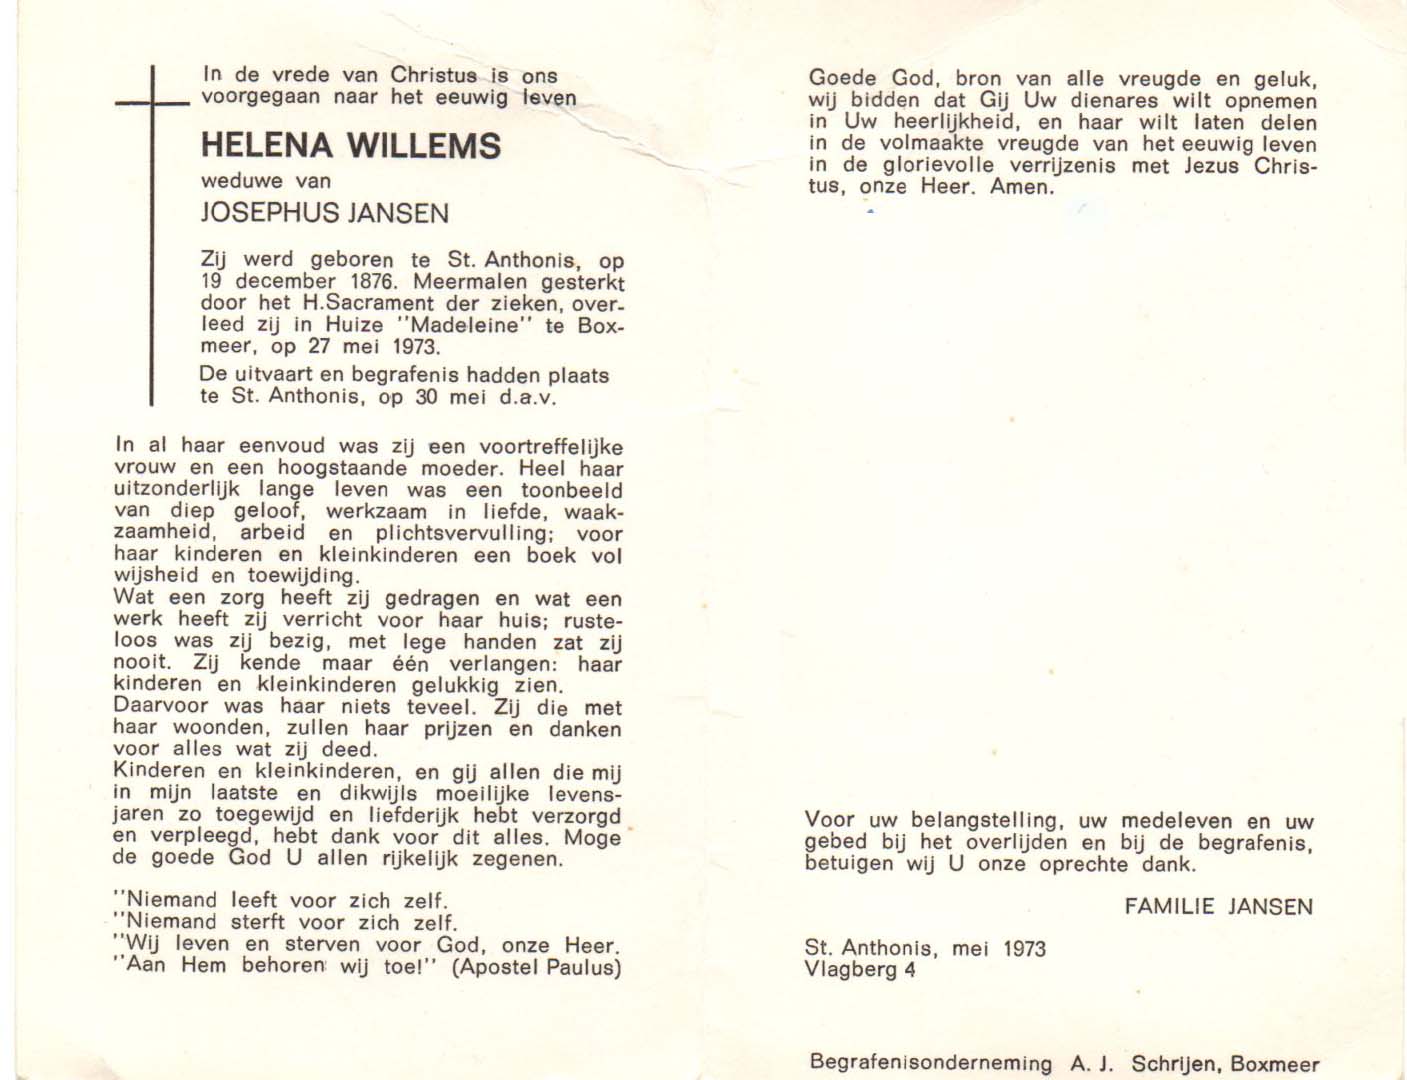 In de vrede van Christus is ons
voorgegaan naar het eeuwig leven
HELENA WILLEMS
weduwe van
JOSEPHUS JANSEN
Zij werd geboren te St. Anthonis, op
19 december 1876. Meermalen gesterkt
door het H.Sacrament der zieken, over-
leed zij in Huize ''Madeleine'' te Box-
meer, op 27 mei 1973.
De uitvaart en begrafenis hadden plaats
te St. Anthonis, op 30 mei d.a.v.
In al haar eenvoud was zij een voortreffelijke
vrouw en een hoogstaande moeder. Heel haar
uitzonderlijk lange leven was een toonbeeld
van diep geloof, werkzaam in liefde, waak-
zaamheid, arbeid en plichtsvervulling; voor
haar kinderen en kleinkinderen een boek vol
wijsheid en toewijding.
Wat een zorg heeft zij gedragen en wat een
werk heeft zij verricht voor haar huis; ruste-
loos was zij bezig, met lege handen zat zij
nooit. Zij kende maar één verlangen: haar
kinderen en kleinkinderen gelukkig zien.
Daarvoor was haar niets teveel. Zij die met
haar woonden, zullen haar prijzen en danken
voor alles wat zij deed.
Kinderen en kleinkinderen, en gij allen die mij
in mijn laatste en dikwijls moeilijke levens-
jaren zo toegewijd en liefderijk hebt verzorgd
en verpleegd, hebt dank voor dit alles. Moge
de goede God U allen rijkelijk zegenen.
''Niemand leeft voor zich zelf.
''Niemand sterft voor zich zelf.
''Wij leven en sterven voor God, onze Heer.
''Aan Hem behoren wij toe!'' (Apostel Paulus)
Goede God, bron van alle vreugde en geluk,
wij bidden dat Gij Uw dienares wilt opnemen
in Uw heerlijkheid, en haar wilt laten delen
in de volmaakte vreugde van het eeuwig leven
in de glorievolle verrijzenis met Jezus Chris-
tus, onze Heer. Amen.
Voor uw belangstelling, uw medeleven en uw
gebed bij het overlijden en bij de begrafenis,
betuigen wij U onze oprechte dank.
FAMILIE JANSEN
St. Anthonis, mei 1973
Vlagberg 4
Begrafenisonderneming A. J. Schrijen, Boxmeer